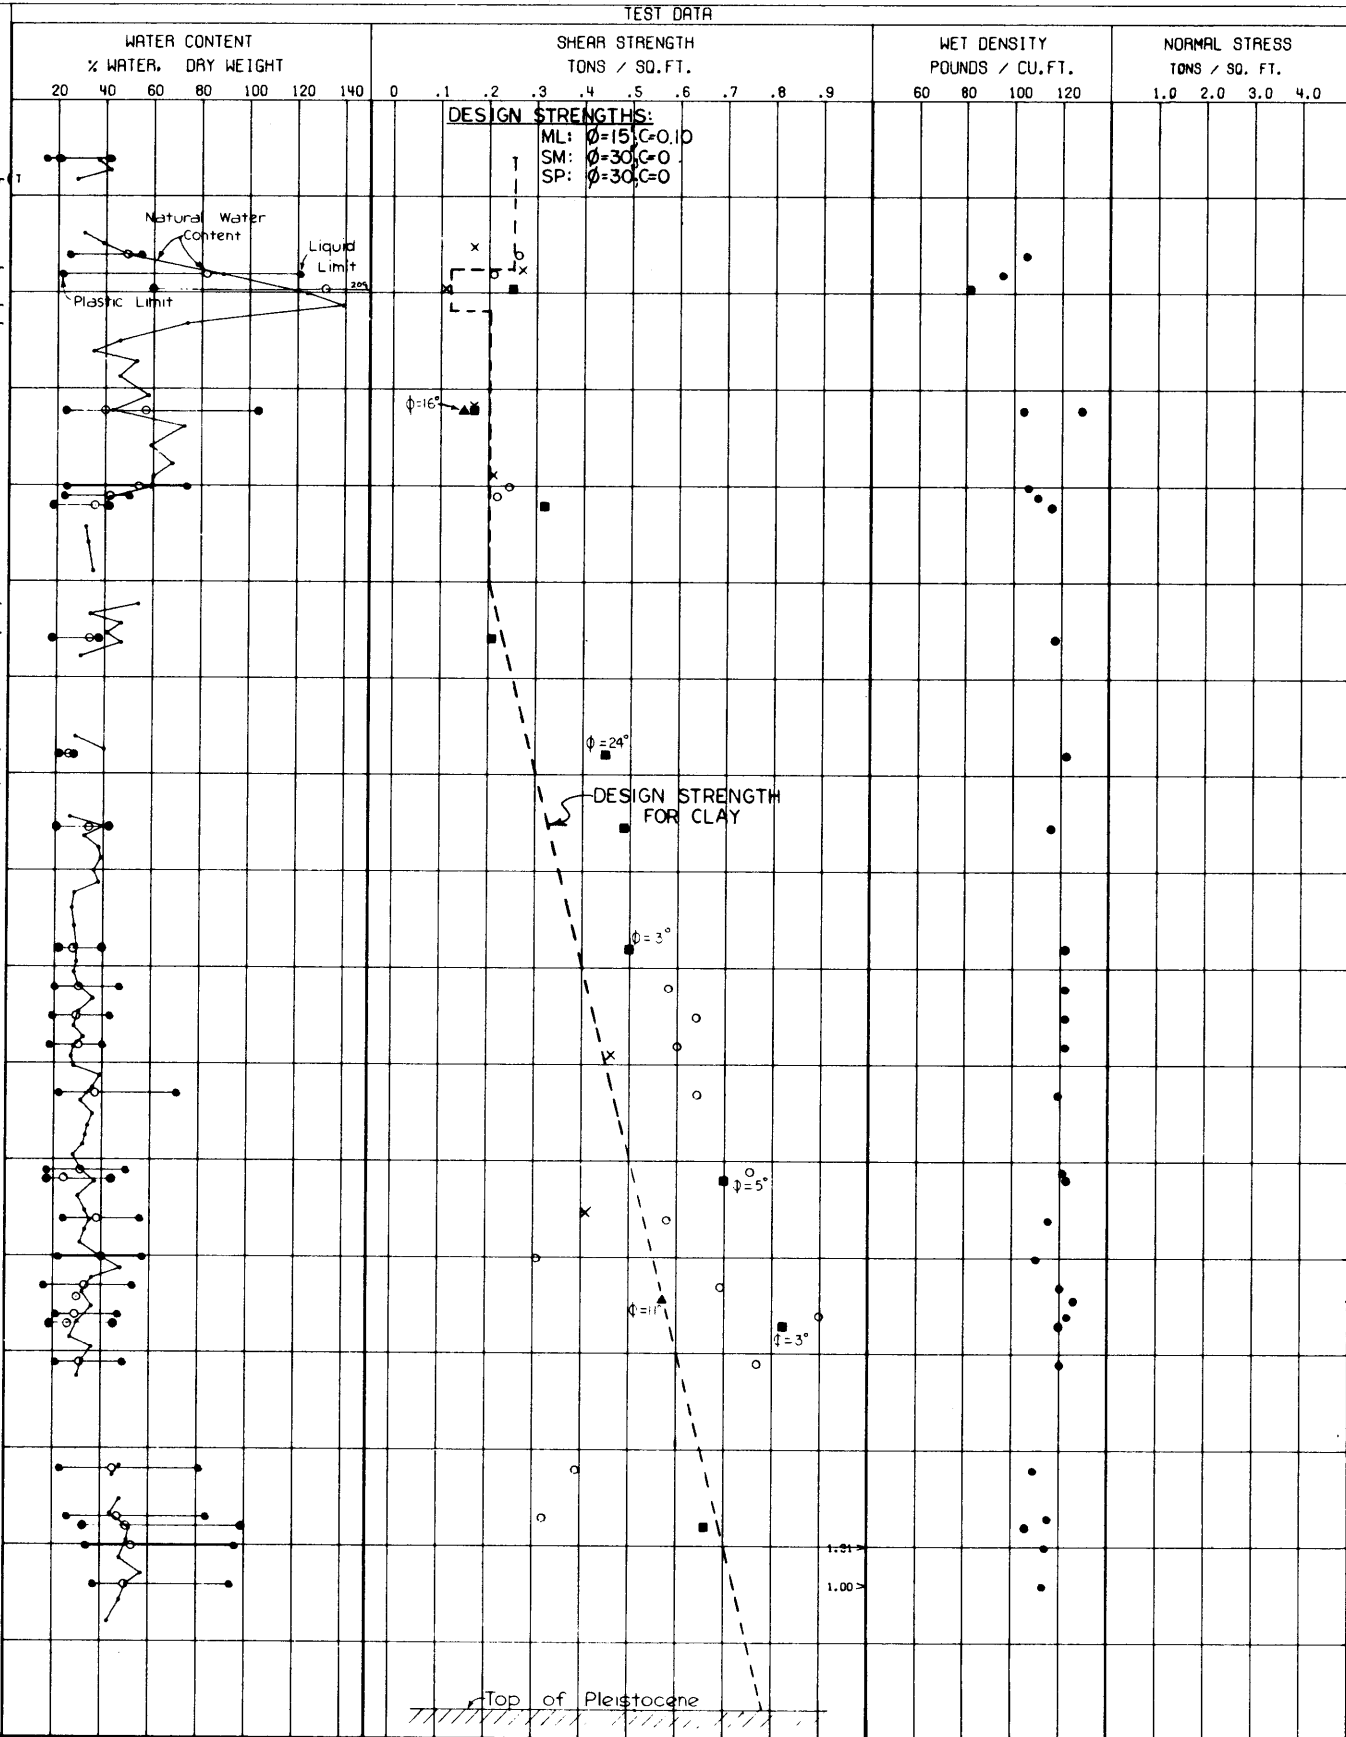 TEST DATA
WATER CONTENT
% WATER, DRY WEIGHT
20 40 60 80 100 120 140
SHEAR STRENGTH
TONS / SQ.FT.
0 .1 .2 .3 .4 .5 .6 .7 .8 .9
WET DENSITY
POUNDS / CU.FT.
60 80 100 120
NORMAL STRESS
TONS / SQ. FT.
1.0 2.0 3.0 4.0
DESIGN STRENGTHS:
ML: Ø=15,C=0.10
SM: Ø=30,C=0
SP: Ø=30,C=0
Natural Water
Content
Liquid
Limit
209
Plastic Limit
ϕ=16°
ϕ=24°
DESIGN STRENGTH
FOR CLAY
ϕ=3°
ϕ=5°
ϕ=11°
ϕ=3°
1.31>
1.00>
Top of Pleistocene